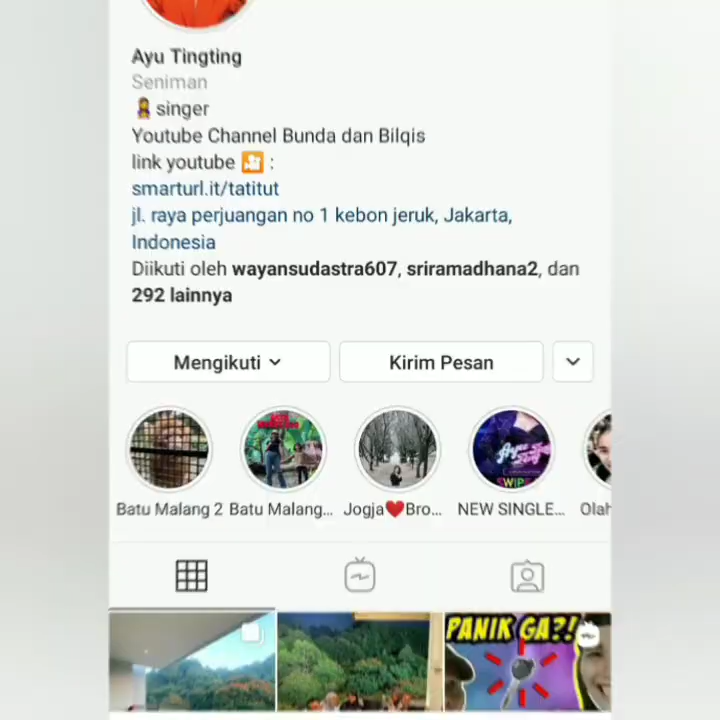 Ayu Tingting
Seniman
singer
Youtube Channel Bunda dan Bilqis
link youtube :
smarturl.it/tatitut
jl. raya perjuangan no 1 kebon jeruk, Jakarta,
Indonesia
Diikuti oleh wayansudastra607, sriramadhana2, dan
292 lainnya
Mengikuti
Kirim Pesan
SWIPE
Batu Malang 2
Batu Malang...
Jogja❤️Bro...
NEW SINGLE...
Olah
PANIK GA?!